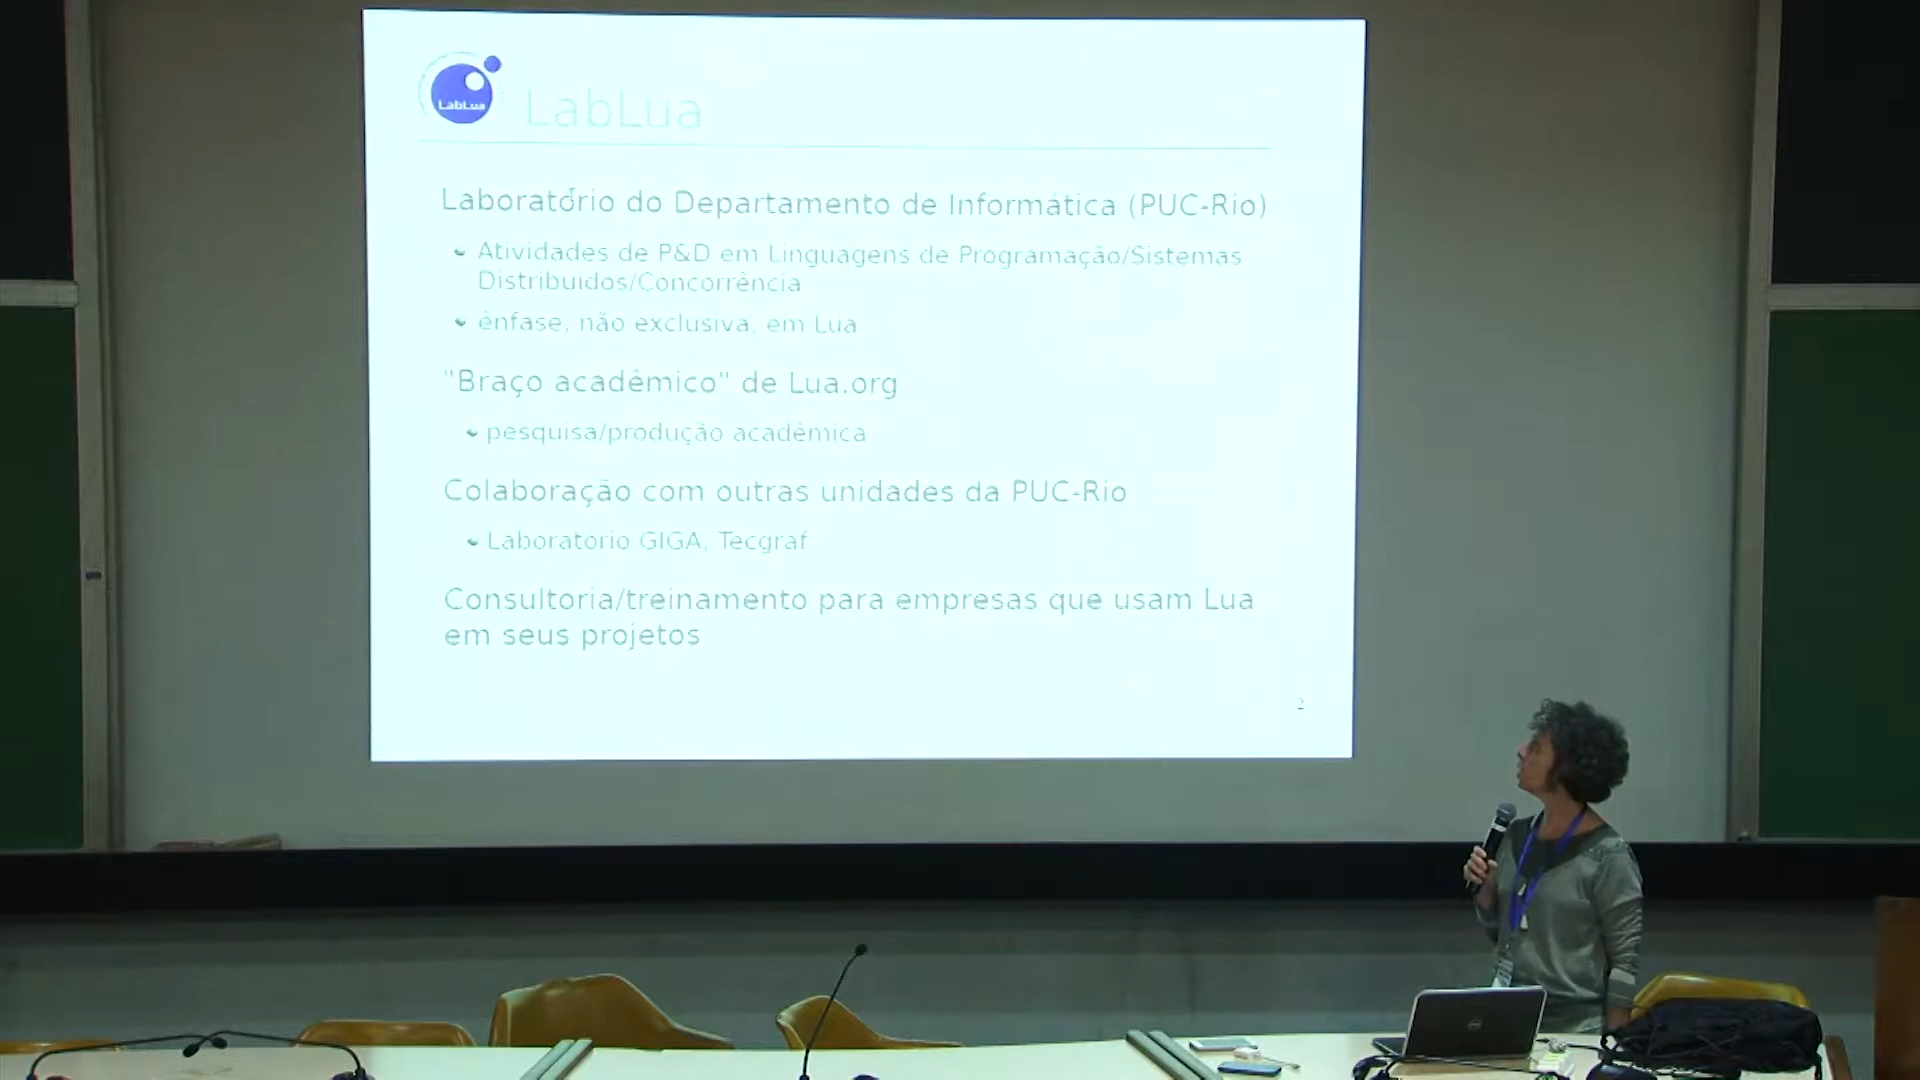 LabLua
LabLua
Laboratório do Departamento de Informática (PUC-Rio)
Atividades de P&D em Linguagens de Programação/Sistemas
Distribuídos/Concorrência
ênfase, não exclusiva, em Lua
"Braço acadêmico" de Lua.org
pesquisa/produção acadêmica
Colaboração com outras unidades da PUC-Rio
Laboratório GIGA, Tecgraf
Consultoria/treinamento para empresas que usam Lua
em seus projetos
2